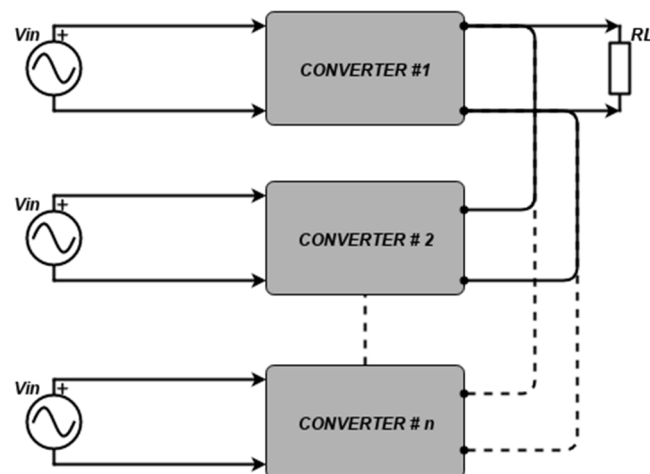 Vin
+
CONVERTER #1
RL
Vin
+
CONVERTER # 2
Vin
+
CONVERTER # n